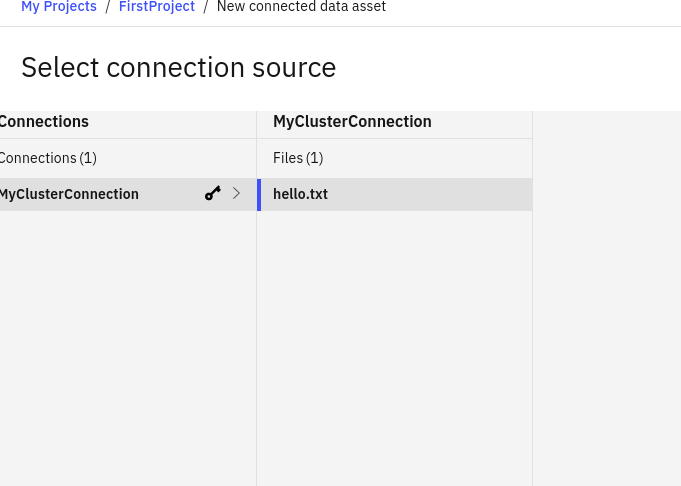 My Projects / FirstProject / New connected data asset
Select connection source
Connections MyClusterConnection
Connections (1) Files (1)
MyClusterConnection hello.txt